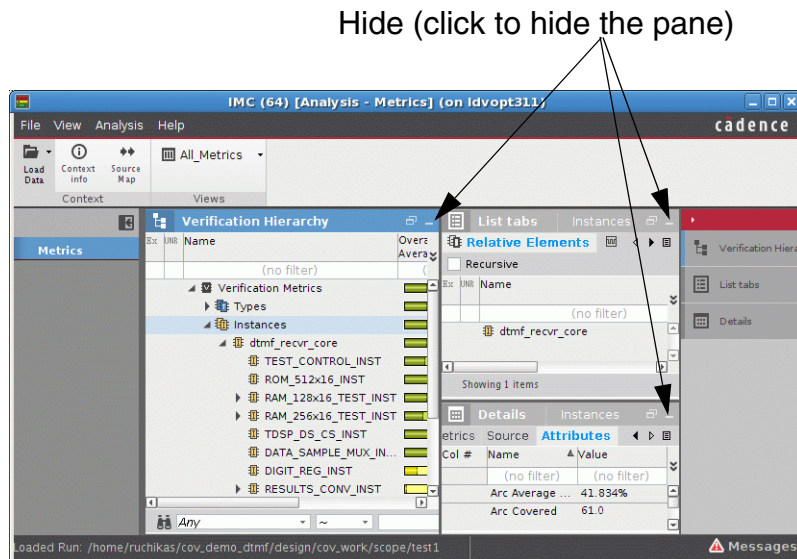 Hide (click to hide the pane)
IMC (64) [Analysis - Metrics] (on ldvopt311)
File View Analysis Help
cādence
Load Data
Context info
Source Map
All_Metrics
Context
Views
Metrics
Verification Hierarchy
Ex UNR Name
Overa
Avera
(no filter)
(
Verification Metrics
Types
Instances
dtmf_recvr_core
TEST_CONTROL_INST
ROM_512x16_INST
RAM_128x16_TEST_INST
RAM_256x16_TEST_INST
TDSP_DS_CS_INST
DATA_SAMPLE_MUX_IN...
DIGIT_REG_INST
RESULTS_CONV_INST
Any
~
List tabs Instances
Relative Elements
Recursive
Ex UNR Name
(no filter)
dtmf_recvr_core
Showing 1 items
Details Instances
etrics Source Attributes
Col # Name Value
(no filter) (no filter)
Arc Average ... 41.834%
Arc Covered 61.0
Verification Hiera
List tabs
Details
Loaded Run: /home/ruchikas/cov_demo_dtmf/design/cov_work/scope/test1
Messages